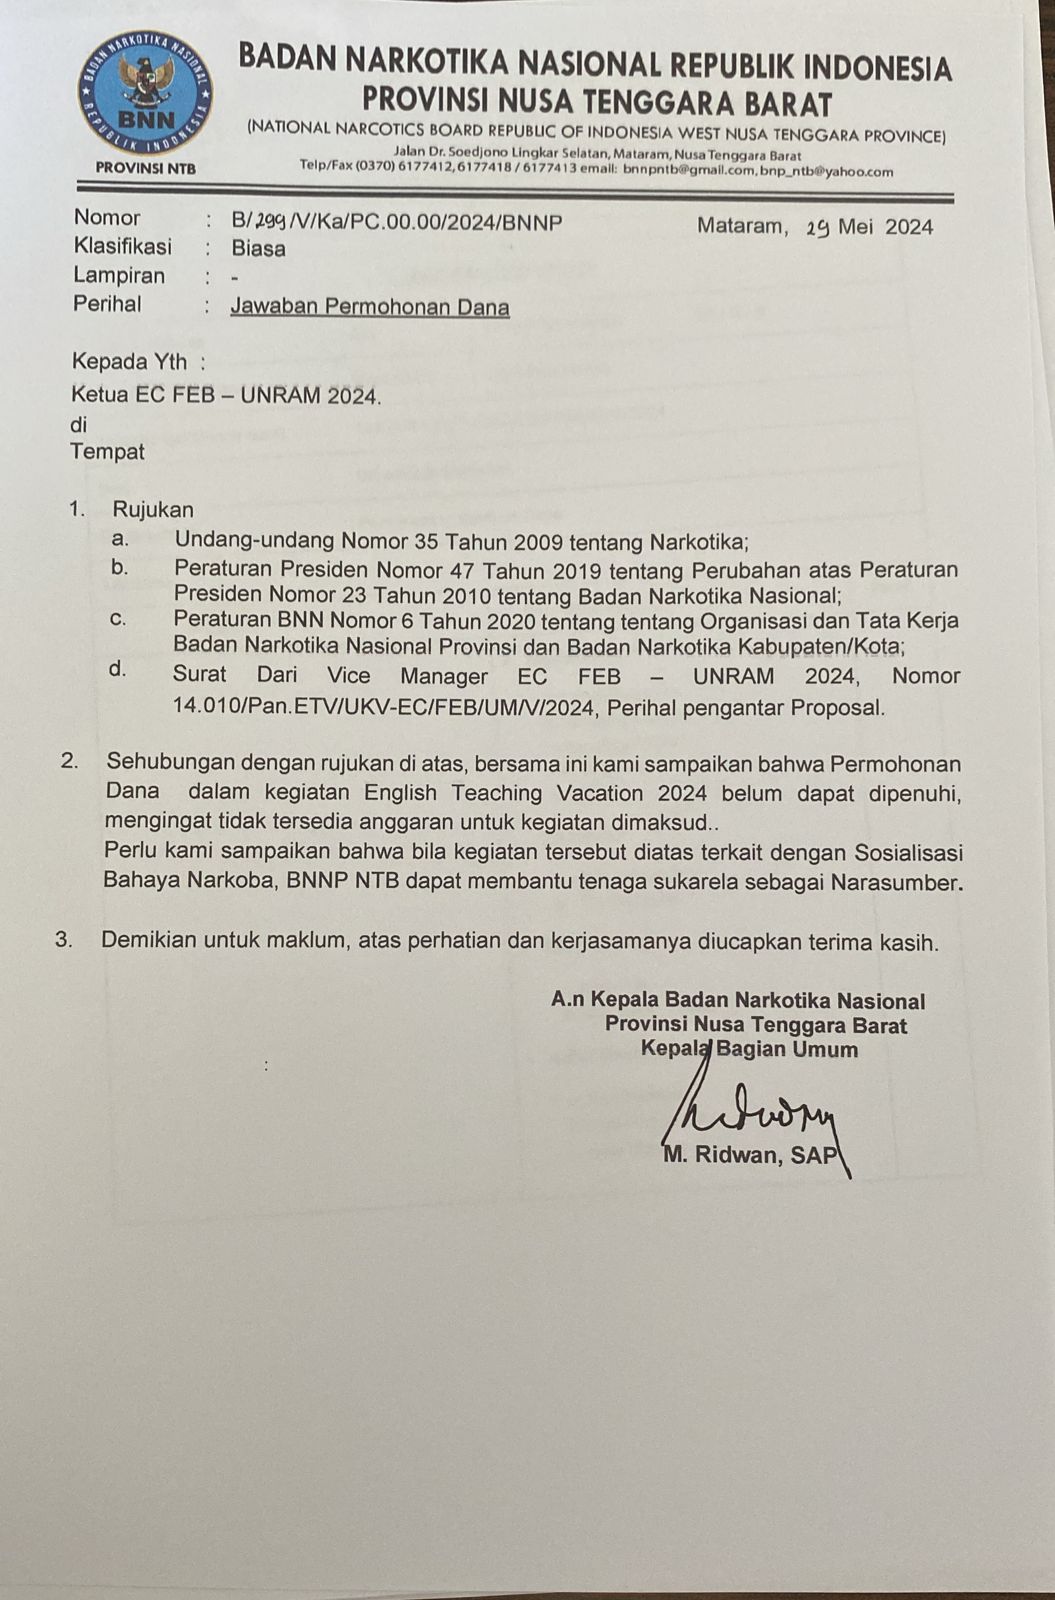 BADAN NARKOTIKA NASIONAL
REPUBLIK INDONESIA
BNN
PROVINSI NTB
BADAN NARKOTIKA NASIONAL REPUBLIK INDONESIA
PROVINSI NUSA TENGGARA BARAT
(NATIONAL NARCOTICS BOARD REPUBLIC OF INDONESIA WEST NUSA TENGGARA PROVINCE)
Jalan Dr. Soedjono Lingkar Selatan, Mataram, Nusa Tenggara Barat
Telp/Fax (0370) 6177412, 6177418 / 6177413 email: bnnpntb@gmail.com, bnp_ntb@yahoo.com
Nomor : B/299/V/Ka/PC.00.00/2024/BNNP Mataram, 29 Mei 2024
Klasifikasi : Biasa
Lampiran : -
Perihal : Jawaban Permohonan Dana
Kepada Yth :
Ketua EC FEB – UNRAM 2024.
di
Tempat
1. Rujukan
a. Undang-undang Nomor 35 Tahun 2009 tentang Narkotika;
b. Peraturan Presiden Nomor 47 Tahun 2019 tentang Perubahan atas Peraturan
Presiden Nomor 23 Tahun 2010 tentang Badan Narkotika Nasional;
c. Peraturan BNN Nomor 6 Tahun 2020 tentang tentang Organisasi dan Tata Kerja
Badan Narkotika Nasional Provinsi dan Badan Narkotika Kabupaten/Kota;
d. Surat Dari Vice Manager EC FEB – UNRAM 2024, Nomor
14.010/Pan.ETV/UKV-EC/FEB/UM/V/2024, Perihal pengantar Proposal.
2. Sehubungan dengan rujukan di atas, bersama ini kami sampaikan bahwa Permohonan
Dana dalam kegiatan English Teaching Vacation 2024 belum dapat dipenuhi,
mengingat tidak tersedia anggaran untuk kegiatan dimaksud..
Perlu kami sampaikan bahwa bila kegiatan tersebut diatas terkait dengan Sosialisasi
Bahaya Narkoba, BNNP NTB dapat membantu tenaga sukarela sebagai Narasumber.
3. Demikian untuk maklum, atas perhatian dan kerjasamanya diucapkan terima kasih.
A.n Kepala Badan Narkotika Nasional
Provinsi Nusa Tenggara Barat
Kepala Bagian Umum
:
M. Ridwan, SAP